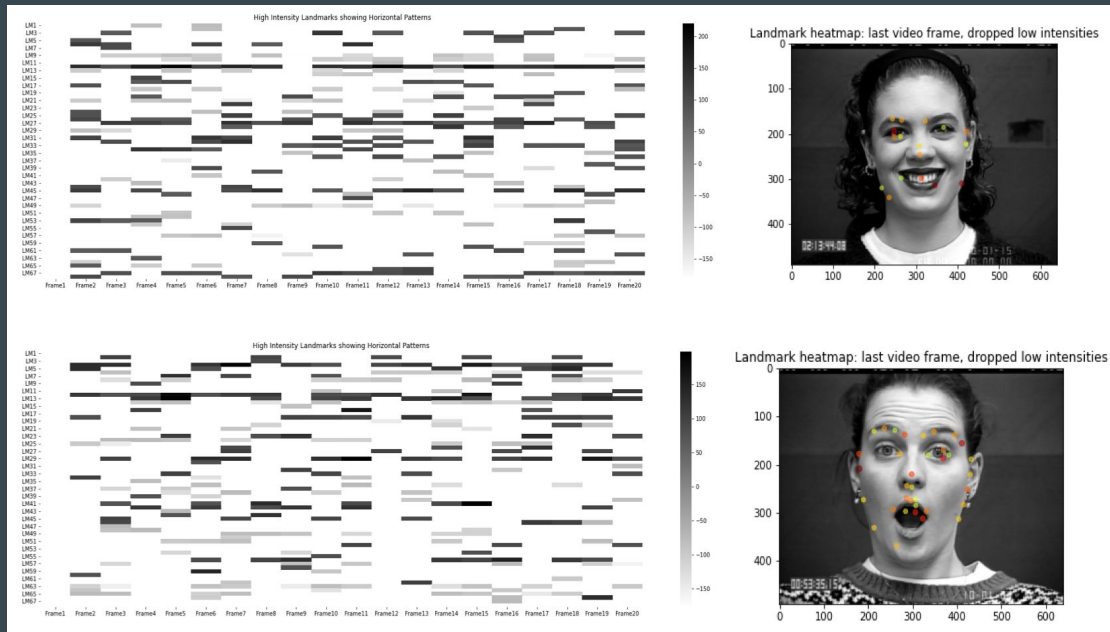 High Intensity Landmarks showing Horizontal Patterns
LM1
LM3
LM5
LM7
LM9
LM11
LM13
LM15
LM17
LM19
LM21
LM23
LM25
LM27
LM29
LM31
LM33
LM35
LM37
LM39
LM41
LM43
LM45
LM47
LM49
LM51
LM53
LM55
LM57
LM59
LM61
LM63
LM65
LM67
Frame1 Frame2 Frame3 Frame4 Frame5 Frame6 Frame7 Frame8 Frame9 Frame10 Frame11 Frame12 Frame13 Frame14 Frame15 Frame16 Frame17 Frame18 Frame19 Frame20
200
150
100
50
0
-50
-100
-150
Landmark heatmap: last video frame, dropped low intensities
0
100
200
300
400
02:13:44:08
0 100 200 300 400 500 600
High Intensity Landmarks showing Horizontal Patterns
LM1
LM3
LM5
LM7
LM9
LM11
LM13
LM15
LM17
LM19
LM21
LM23
LM25
LM27
LM29
LM31
LM33
LM35
LM37
LM39
LM41
LM43
LM45
LM47
LM49
LM51
LM53
LM55
LM57
LM59
LM61
LM63
LM65
LM67
Frame1 Frame2 Frame3 Frame4 Frame5 Frame6 Frame7 Frame8 Frame9 Frame10 Frame11 Frame12 Frame13 Frame14 Frame15 Frame16 Frame17 Frame18 Frame19 Frame20
150
100
50
0
-50
-100
-150
Landmark heatmap: last video frame, dropped low intensities
0
100
200
300
400
00:53:35:15
0 100 200 300 400 500 600